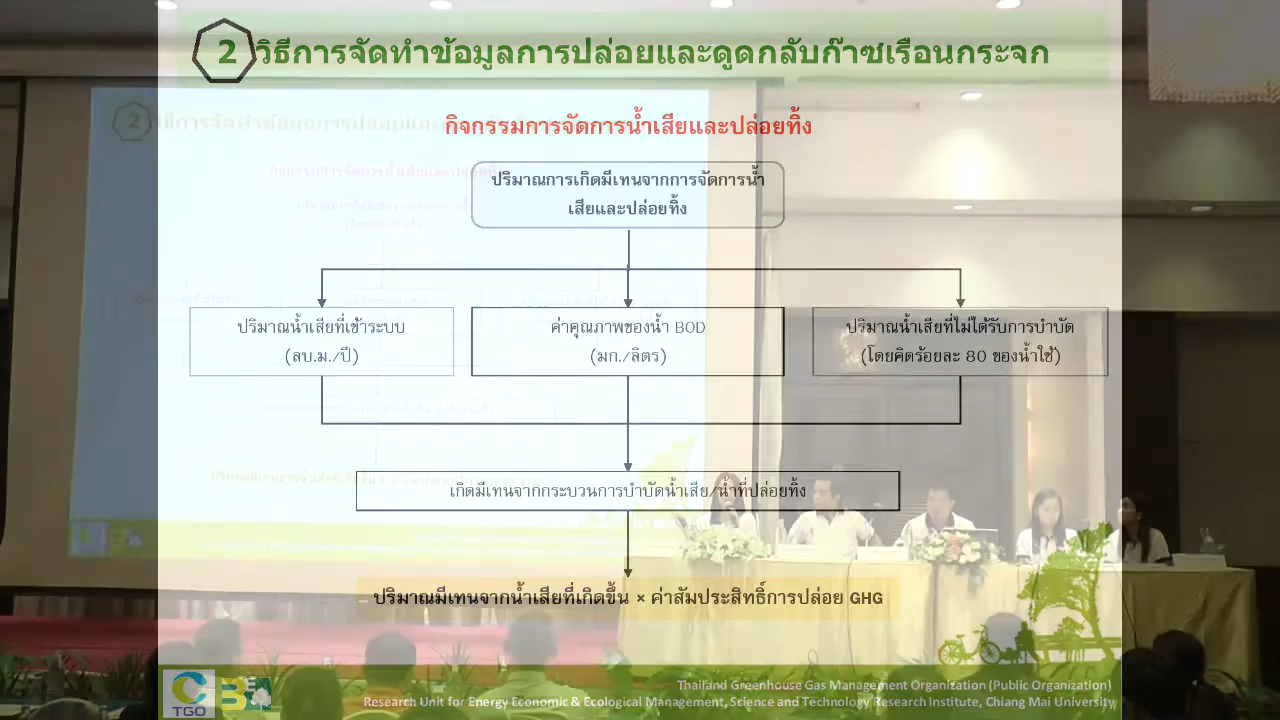 2 วิธีการจัดทำข้อมูลการปล่อยและดูดกลับก๊าซเรือนกระจก
กิจกรรมการจัดการน้ำเสียและปล่อยทิ้ง
ปริมาณการเกิดมีเทนจากการจัดการน้ำ
เสียและปล่อยทิ้ง
ปริมาณน้ำเสียที่เข้าระบบ
(ลบ.ม./ปี)
ค่าคุณภาพของน้ำ BOD
(มก./ลิตร)
ปริมาณน้ำเสียที่ไม่ได้รับการบำบัด
(โดยคิดร้อยละ 80 ของน้ำใช้)
เกิดมีเทนจากกระบวนการบำบัดน้ำเสีย/น้ำที่ปล่อยทิ้ง
ปริมาณมีเทนจากน้ำเสียที่เกิดขึ้น × ค่าสัมประสิทธิ์การปล่อย GHG
TGO
Thailand Greenhouse Gas Management Organization (Public Organization)
Research Unit for Energy Economic & Ecological Management, Science and Technology Research Institute, Chiang Mai University